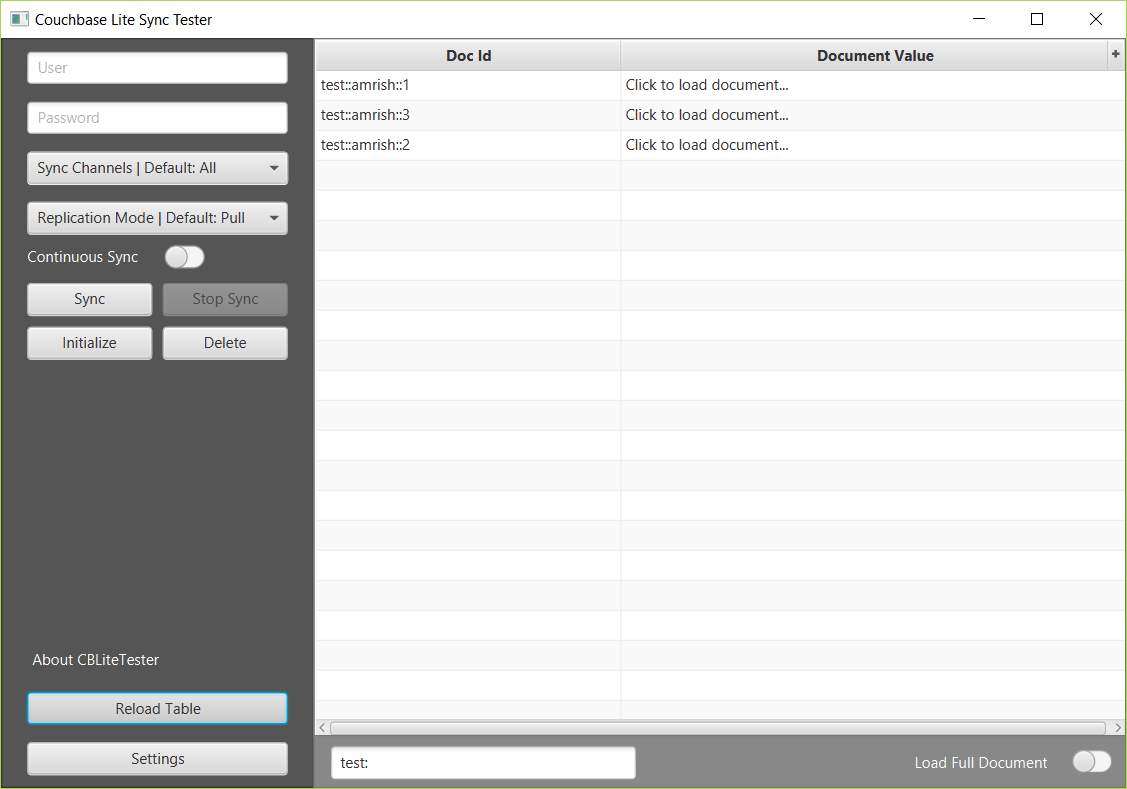 Couchbase Lite Sync Tester
User
Password
Sync Channels | Default: All
Replication Mode | Default: Pull
Continuous Sync
Sync
Stop Sync
Initialize
Delete
About CBLiteTester
Reload Table
Settings
Doc Id
Document Value
+
test::amrish::1
Click to load document...
test::amrish::3
Click to load document...
test::amrish::2
Click to load document...
test:
Load Full Document